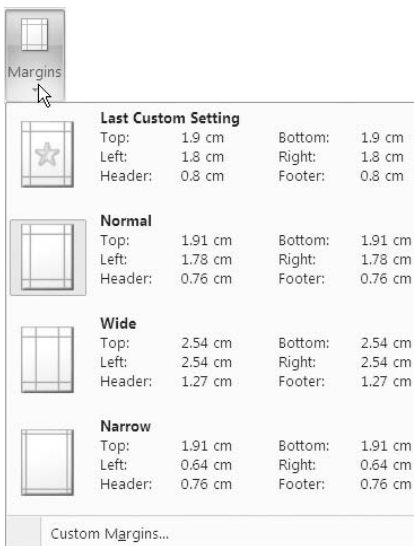 Margins
Last Custom Setting
Top: 1.9 cm Bottom: 1.9 cm
Left: 1.8 cm Right: 1.8 cm
Header: 0.8 cm Footer: 0.8 cm
Normal
Top: 1.91 cm Bottom: 1.91 cm
Left: 1.78 cm Right: 1.78 cm
Header: 0.76 cm Footer: 0.76 cm
Wide
Top: 2.54 cm Bottom: 2.54 cm
Left: 2.54 cm Right: 2.54 cm
Header: 1.27 cm Footer: 1.27 cm
Narrow
Top: 1.91 cm Bottom: 1.91 cm
Left: 0.64 cm Right: 0.64 cm
Header: 0.76 cm Footer: 0.76 cm
Custom Margins...